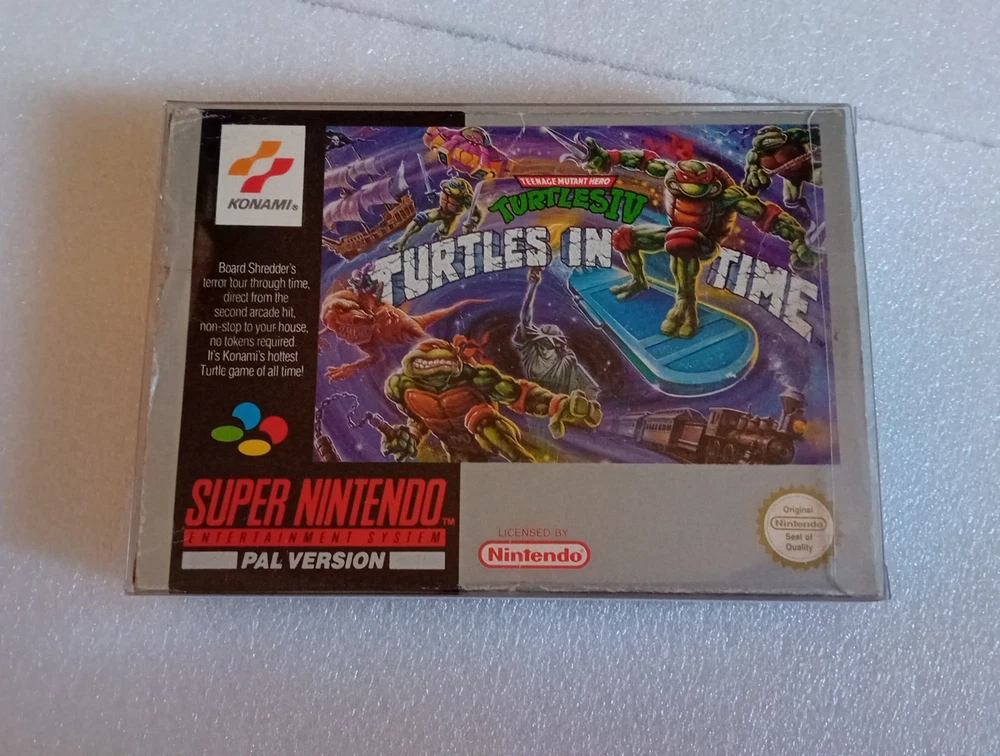 KONAMI®
TEENAGE MUTANT HERO
TURTLES IV
TURTLES IN TIME
Board Shredder's
terror tour through time,
direct from the
second arcade hit,
non-stop to your house,
no tokens required.
It's Konami's hottest
Turtle game of all time!
SUPER NINTENDO™
ENTERTAINMENT SYSTEM
PAL VERSION
LICENSED BY
Nintendo®
Original
Nintendo
Seal of
Quality